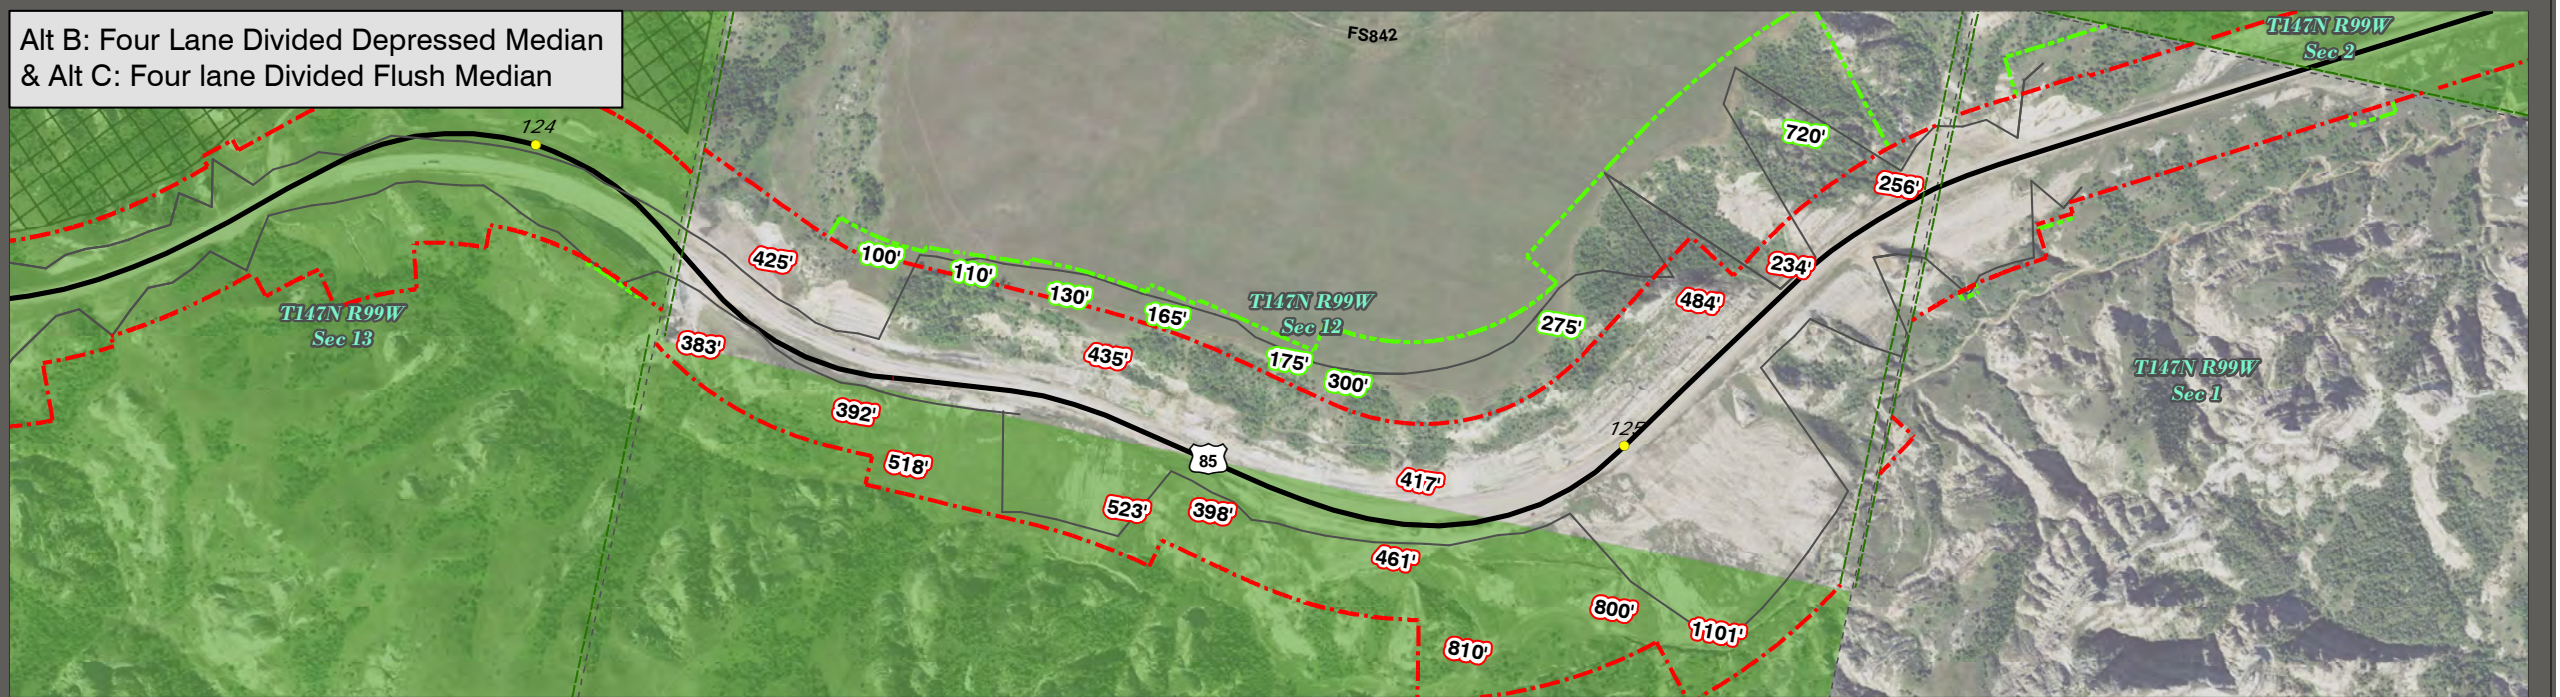 Alt B: Four Lane Divided Depressed Median
& Alt C: Four lane Divided Flush Median
FS842
T147N R99W
Sec 2
124
720'
256'
425'
100'
110'
130'
165'
T147N R99W
Sec 12
234'
484'
275'
T147N R99W
Sec 13
383'
435'
175'
300'
T147N R99W
Sec 1
392'
125
518'
85
417'
523'
398'
461'
800'
1101'
810'